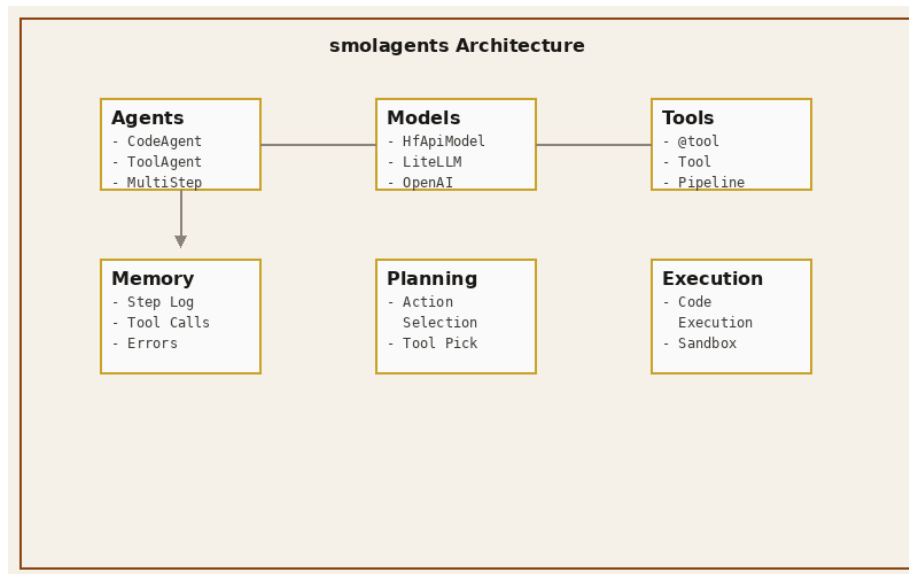 smolagents Architecture
Agents
- CodeAgent
- ToolAgent
- MultiStep
Models
- HfApiModel
- LiteLLM
- OpenAI
Tools
- @tool
- Tool
- Pipeline
Memory
- Step Log
- Tool Calls
- Errors
Planning
- Action
Selection
- Tool Pick
Execution
- Code
Execution
- Sandbox